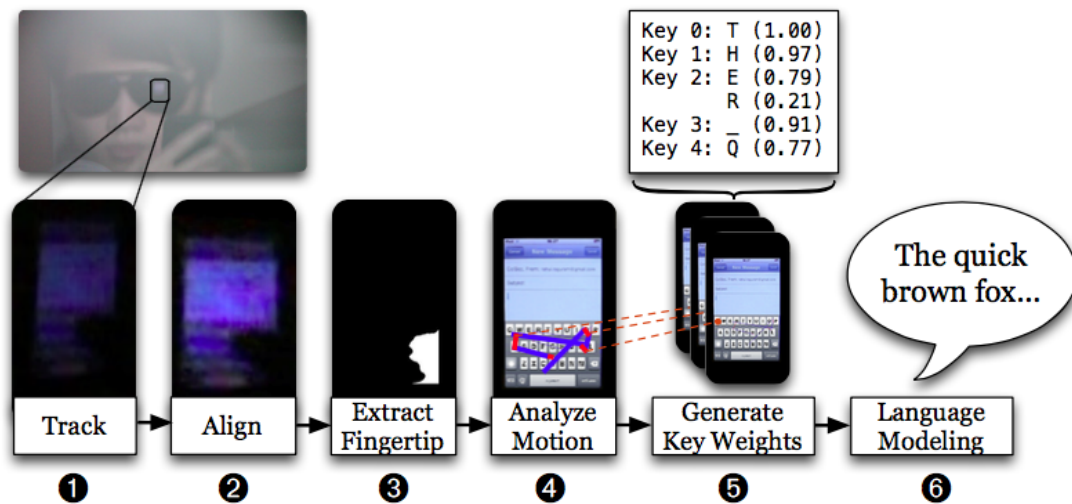 Key 0: T (1.00)
Key 1: H (0.97)
Key 2: E (0.79)
R (0.21)
Key 3: _ (0.91)
Key 4: Q (0.77)
The quick
brown fox...
New Message
Track
Align
Extract
Fingertip
Analyze
Motion
Generate
Key Weights
Language
Modeling
1
2
3
4
5
6